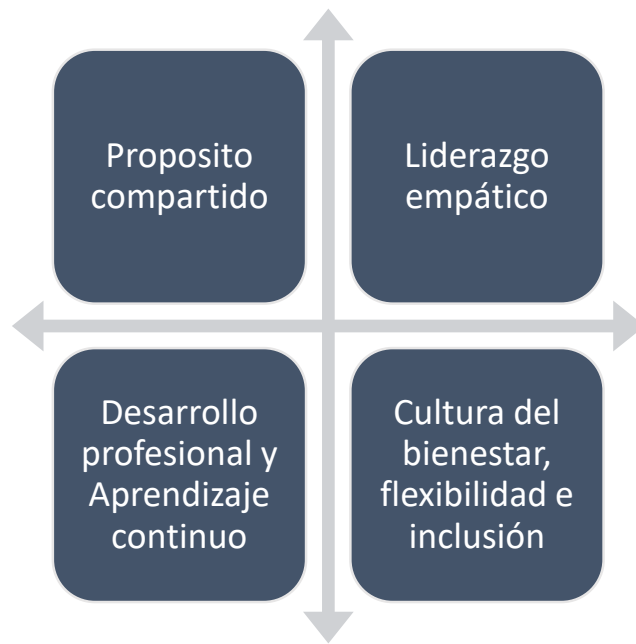 Proposito
compartido
Liderazgo
empático
Desarrollo
profesional y
Aprendizaje
continuo
Cultura del
bienestar,
flexibilidad e
inclusión